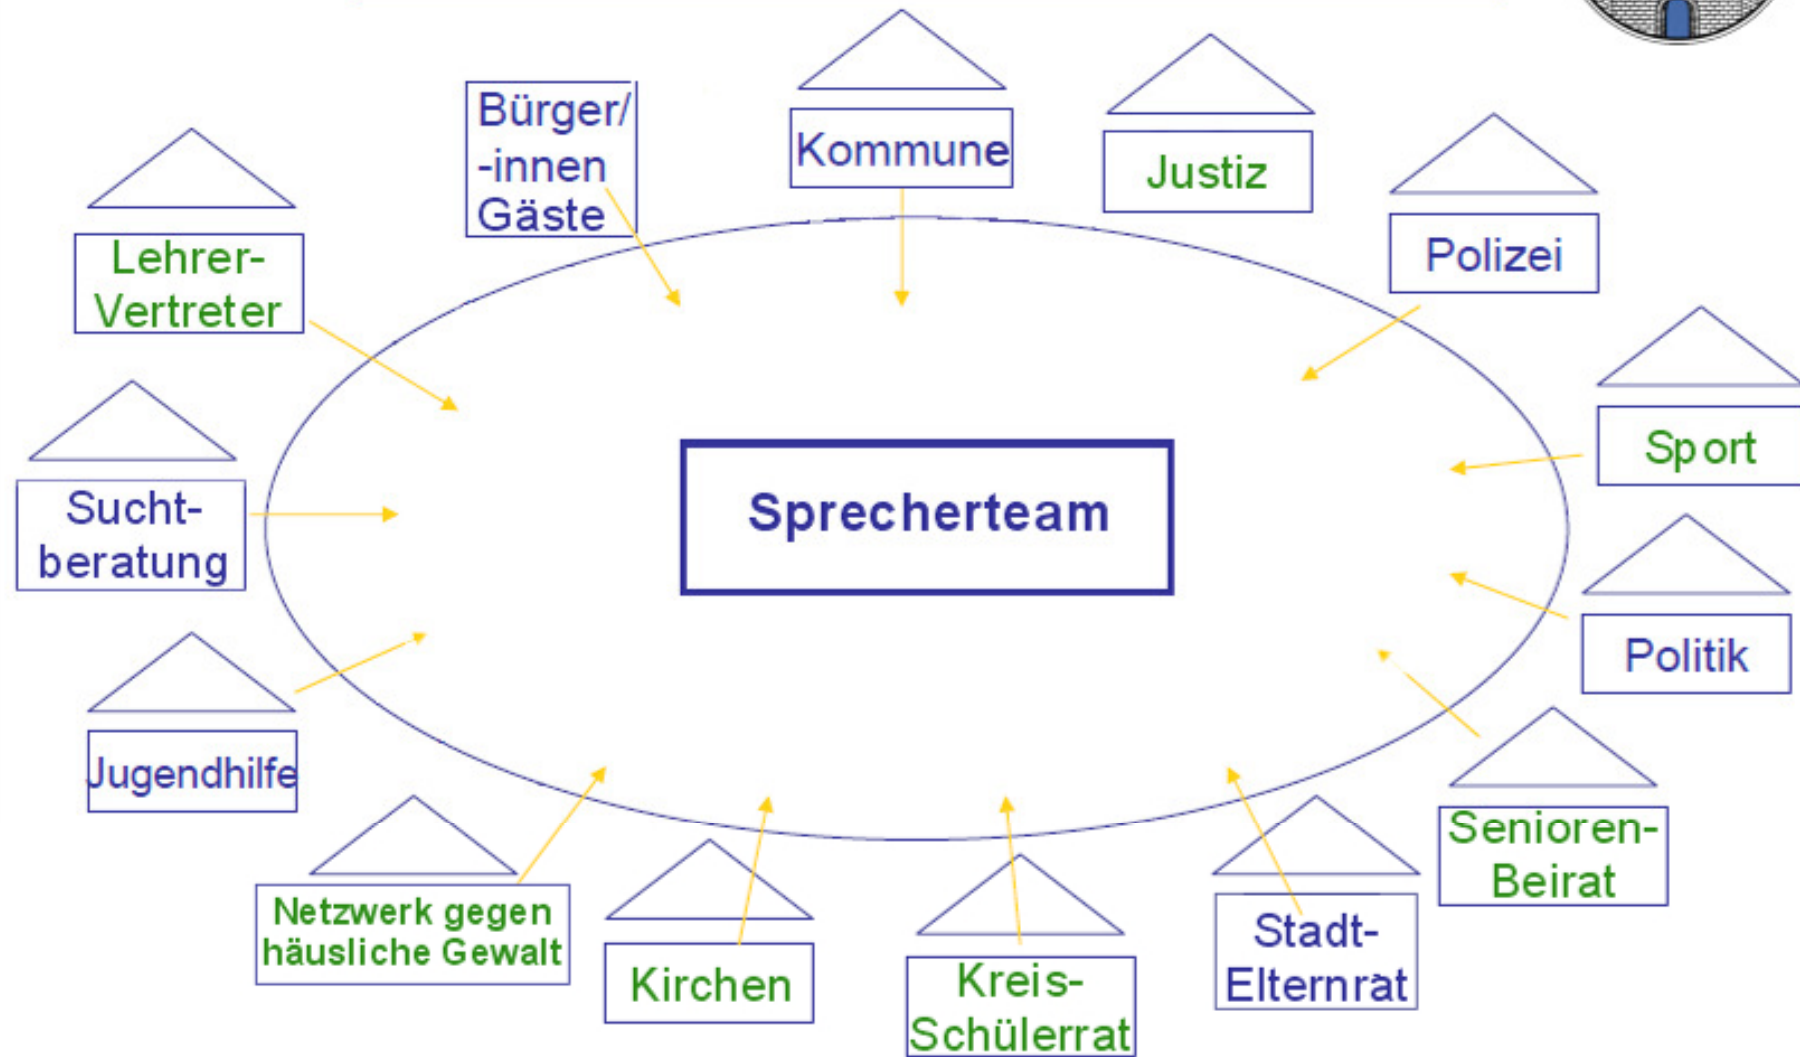 Bürger/
-innen
Gäste
Kommune
Justiz
Polizei
Lehrer-
Vertreter
Sport
Sucht-
beratung
Sprecherteam
Politik
Jugendhilfe
Senioren-
Beirat
Netzwerk gegen
häusliche Gewalt
Kirchen
Kreis-
Schülerrat
Stadt-
Elternrat